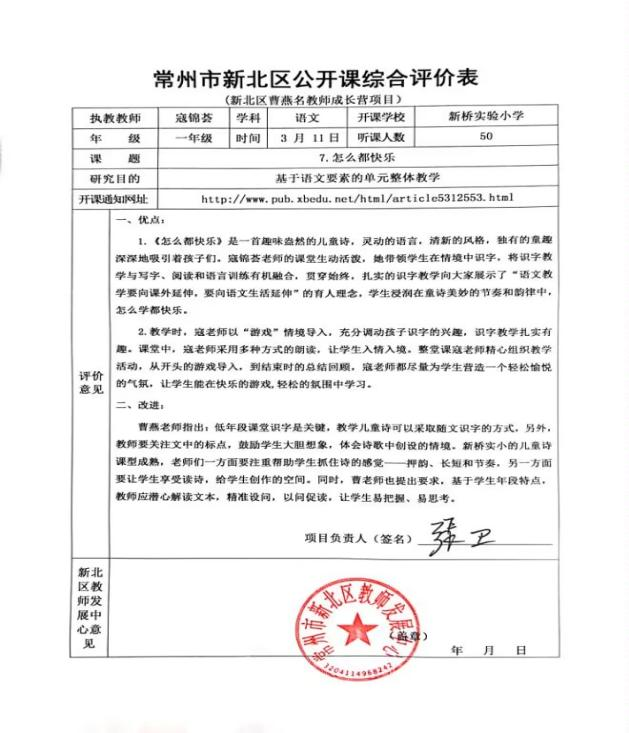 常州市新北区公开课综合评价表
(新北区曹燕名教师成长营项目)
执教教师 寇锦荟 学科 语文 开课学校 新桥实验小学
年 级 一年级 时间 3 月 11 日 听课人数 50
课 题 7.怎么都快乐
研究目的 基于语文要素的单元整体教学
开课通知网址 http://www.pub.xbedu.net/html/article5312553.html
评价
意见
一、优点:
1.《怎么都快乐》是一首趣味盎然的儿童诗,灵动的语言,清新的风格,独有的童趣
深深地吸引着孩子们。寇锦荟老师的课堂生动活泼,她带领学生在情境中识字,将识字教
学与写字、阅读和语言训练有机融合,贯穿始终,扎实的识字教学向大家展示了“语文教
学要向课外延伸,要向语文生活延伸”的育人理念,学生浸润在童诗美妙的节奏和韵律中,
怎么学都快乐。
2.教学时,寇老师以“游戏”情境导入,充分调动孩子识字的兴趣,识字教学扎实有
趣。课堂中,寇老师采用多种方式的朗读,让学生入情入境。整堂课寇老师精心组织教学
活动,从开头的游戏导入,到结束时的总结回顾,寇老师都尽量为学生营造一个轻松愉悦
的气氛,让学生能在快乐的游戏,轻松的氛围中学习。
二、改进:
曹燕老师指出:低年段课堂识字是关键,教学儿童诗可以采取随文识字的方式,另外,
教师要关注文中的标点,鼓励学生大胆想象,体会诗歌中创设的情境。新桥实小的儿童诗
课型成熟,老师们一方面要注重帮助学生抓住诗的感觉——押韵、长短和节奏,另一方面
要让学生享受读诗,给学生创作的空间。同时,曹老师也提出要求,基于学生年段特点,
教师应潜心解读文本,精准设问,以问促读,让学生易把握、易思考。
项目负责人(签名) 张卫
新北
区教
师发
展中
心意
见
常州市新北区教师发展中心
3204114968242
(盖章)
年 月 日